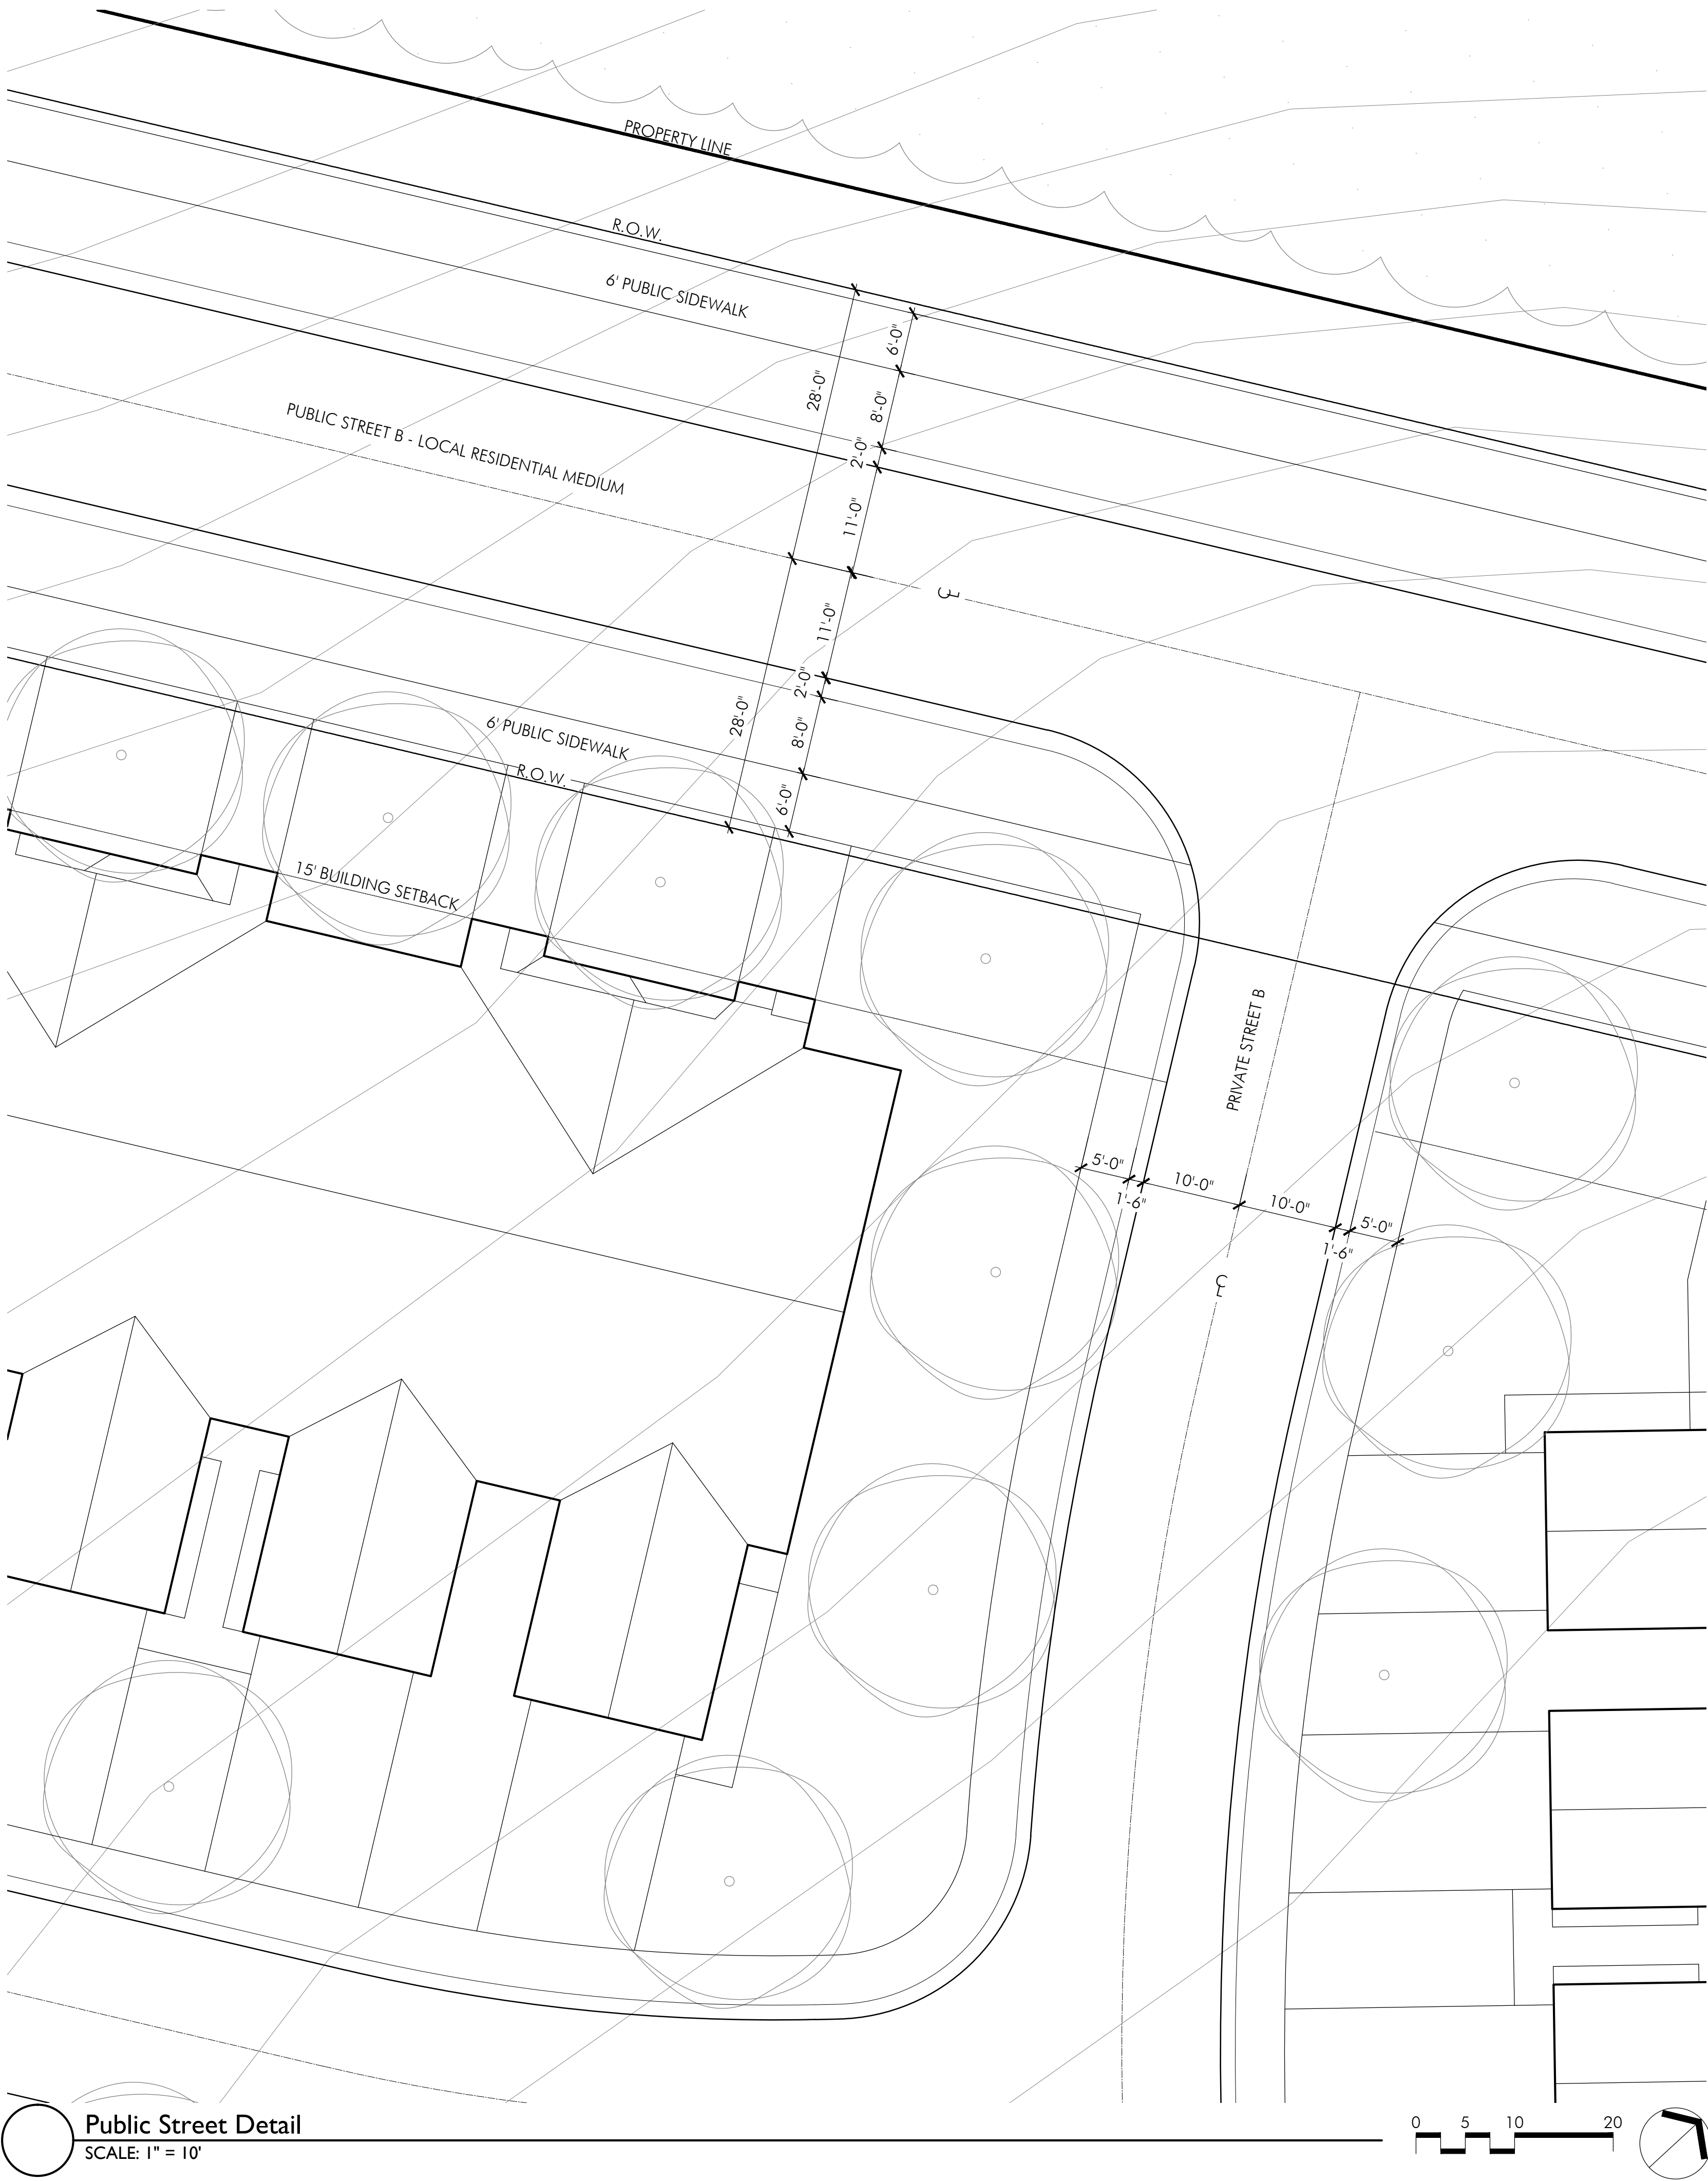 PROPERTY LINE
R.O.W.
6' PUBLIC SIDEWALK
6'-0"
28'-0"
8'-0"
2'-0"
PUBLIC STREET B - LOCAL RESIDENTIAL MEDIUM
11'-0"
CL
11'-0"
2'-0"
28'-0"
8'-0"
6' PUBLIC SIDEWALK
R.O.W.
6'-0"
15' BUILDING SETBACK
PRIVATE STREET B
5'-0"
1'-6"
10'-0"
10'-0"
1'-6"
5'-0"
CL
Public Street Detail
SCALE: 1" = 10'
0 5 10 20